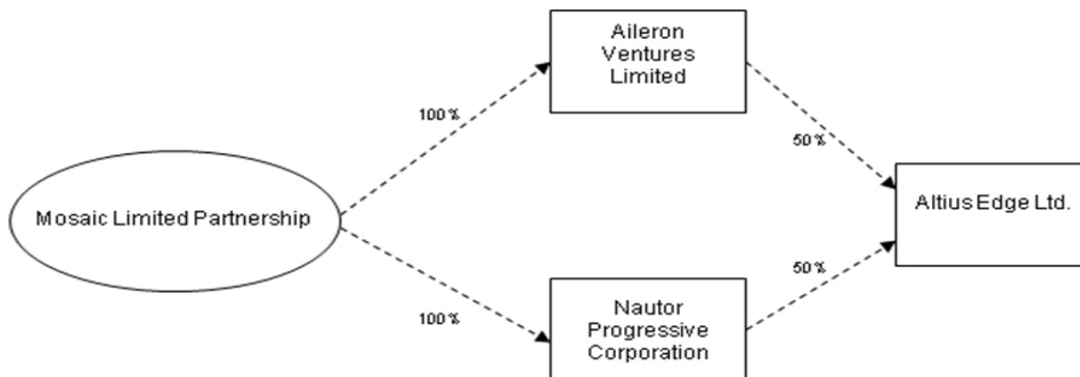 Aileron
Ventures
Limited
100%
50%
Mosaic Limited Partnership
Altius Edge Ltd.
100%
50%
Nautor
Progressive
Corporation